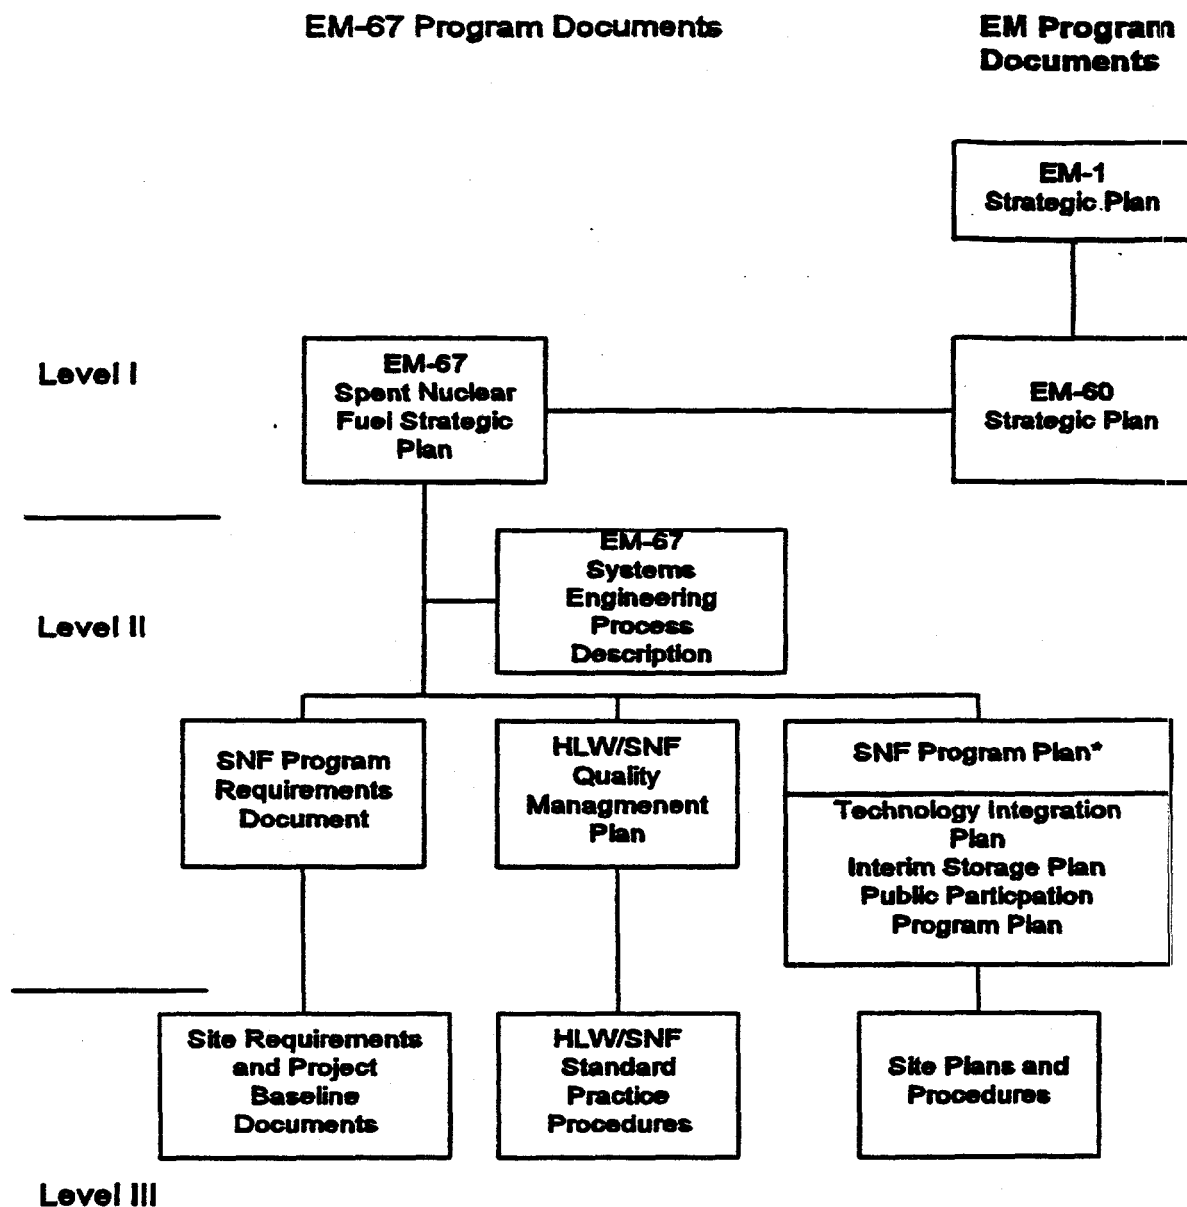 EM-67 Program Documents
EM Program
Documents
EM-1
Strategic Plan
Level I
EM-67
Spent Nuclear
Fuel Strategic
Plan
EM-60
Strategic Plan
EM-67
Systems
Engineering
Process
Description
Level II
SNF Program
Requirements
Document
HLW/SNF
Quality
Managmenent
Plan
SNF Program Plan*
Technology Integration
Plan
Interim Storage Plan
Public Particpation
Program Plan
Site Requirements
and Project
Baseline
Documents
HLW/SNF
Standard
Practice
Procedures
Site Plans and
Procedures
Level III